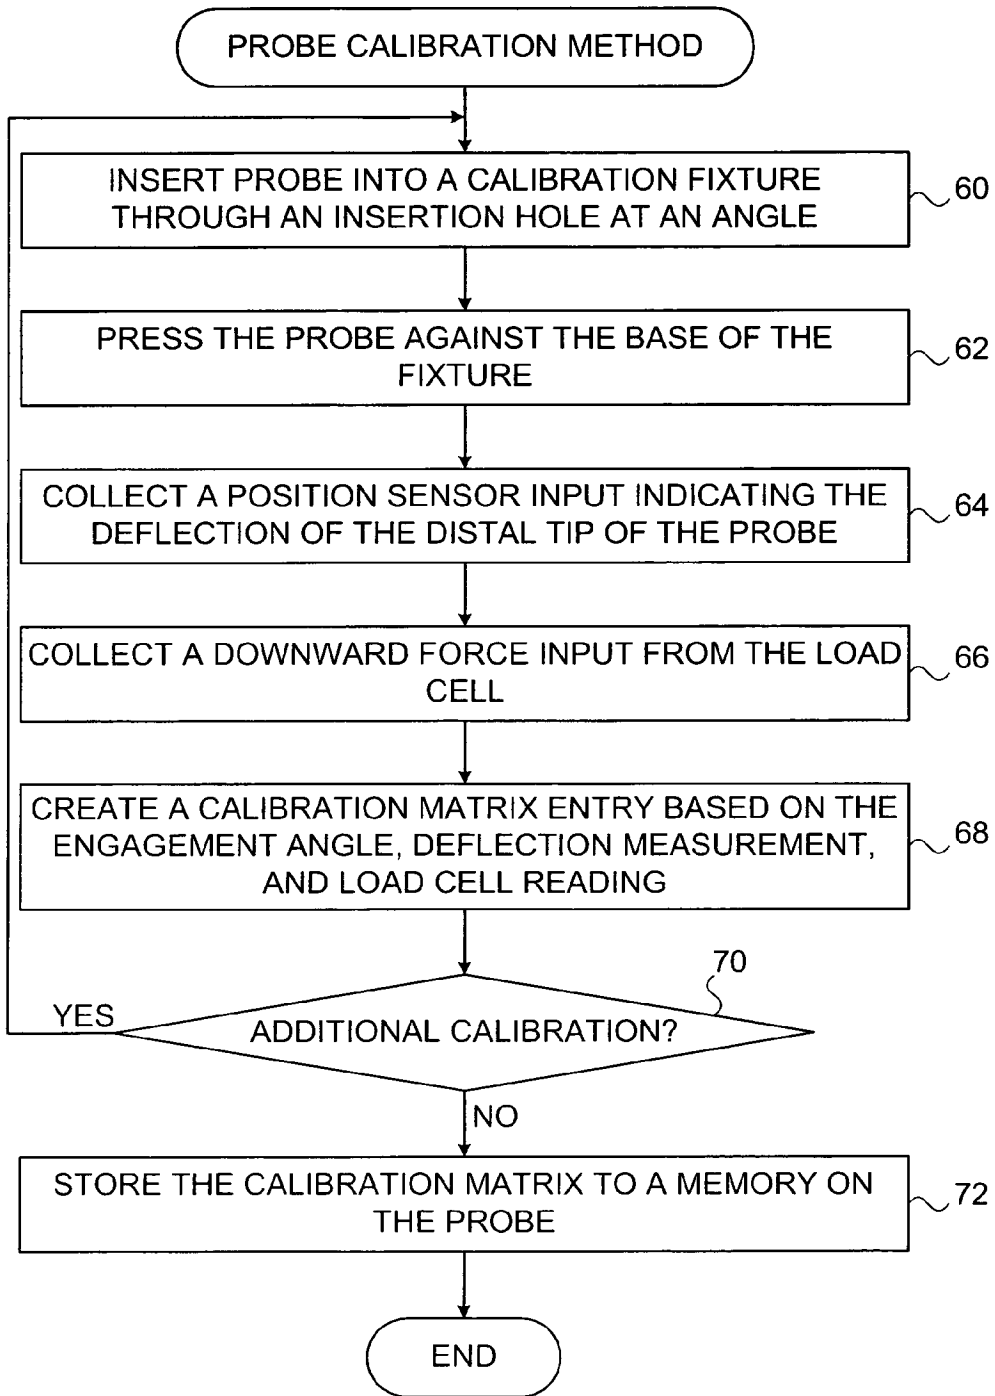 PROBE CALIBRATION METHOD
INSERT PROBE INTO A CALIBRATION FIXTURE
THROUGH AN INSERTION HOLE AT AN ANGLE
60
PRESS THE PROBE AGAINST THE BASE OF THE
FIXTURE
62
COLLECT A POSITION SENSOR INPUT INDICATING THE
DEFLECTION OF THE DISTAL TIP OF THE PROBE
64
COLLECT A DOWNWARD FORCE INPUT FROM THE LOAD
CELL
66
CREATE A CALIBRATION MATRIX ENTRY BASED ON THE
ENGAGEMENT ANGLE, DEFLECTION MEASUREMENT,
AND LOAD CELL READING
68
70
YES
ADDITIONAL CALIBRATION?
NO
STORE THE CALIBRATION MATRIX TO A MEMORY ON
THE PROBE
72
END